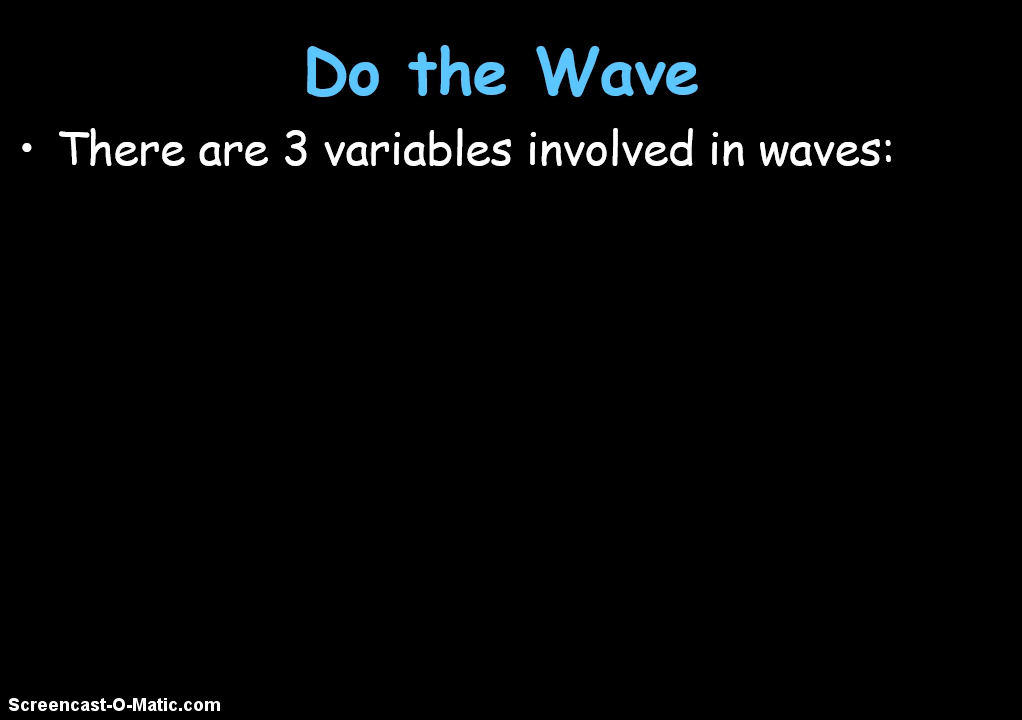 Do the Wave
• There are 3 variables involved in waves:
Screencast-O-Matic.com